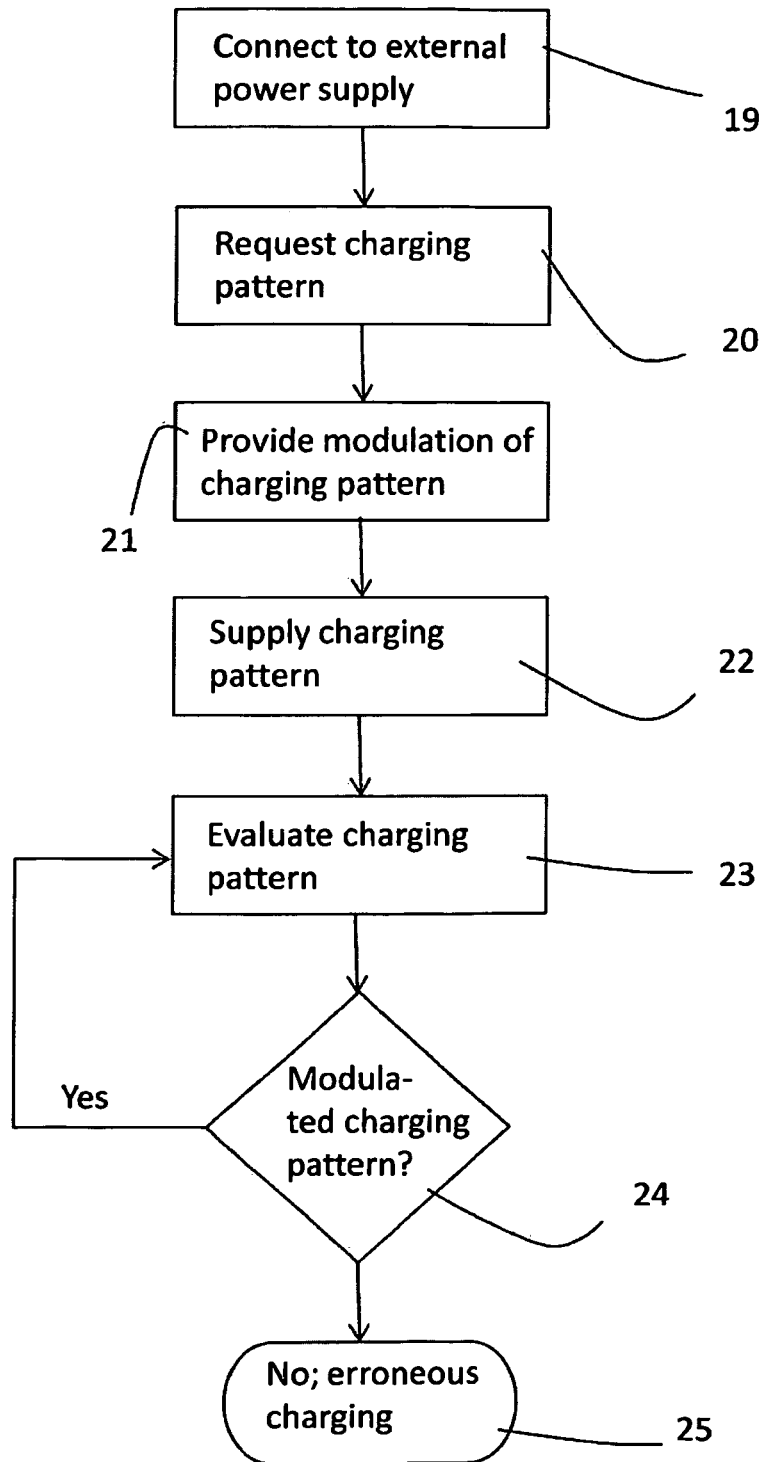 Connect to external
power supply
19
Request charging
pattern
20
Provide modulation of
charging pattern
21
Supply charging
pattern
22
Evaluate charging
pattern
23
Yes
Modula-
ted charging
pattern?
24
No; erroneous
charging
25